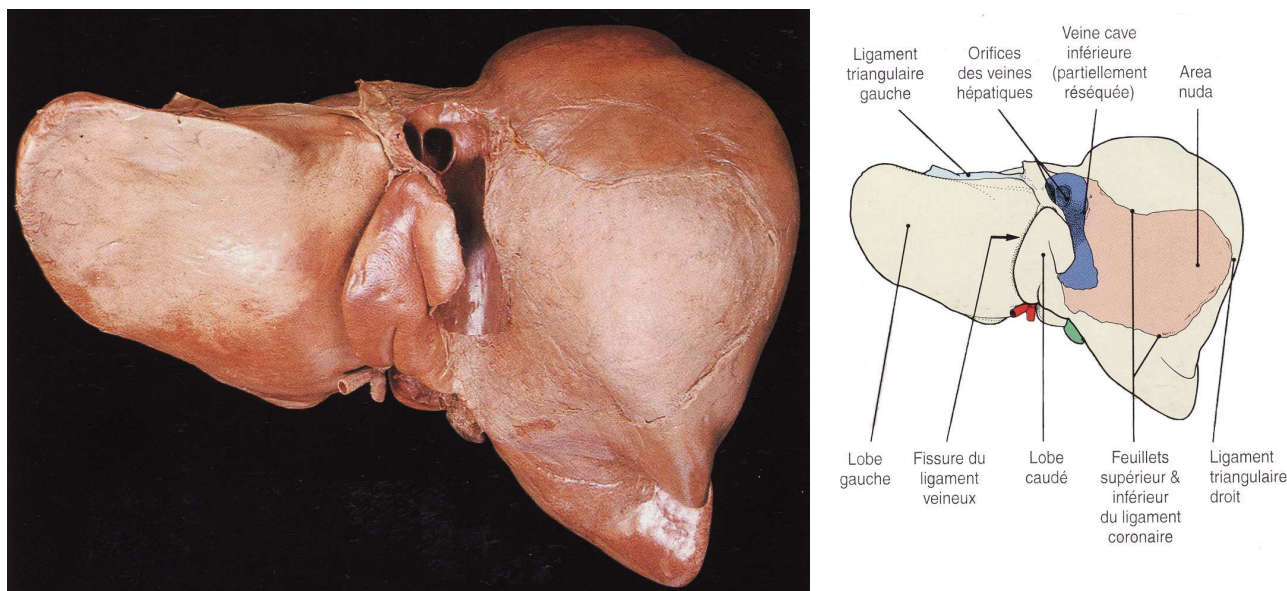 Ligament
triangulaire
gauche
Orifices
des veines
hépatiques
Veine cave
inférieure
(partiellement
réséquée)
Area
nuda
Lobe
gauche
Fissure du
ligament
veineux
Lobe
caudé
Feuillets
supérieur &
inférieur
du ligament
coronaire
Ligament
triangulaire
droit